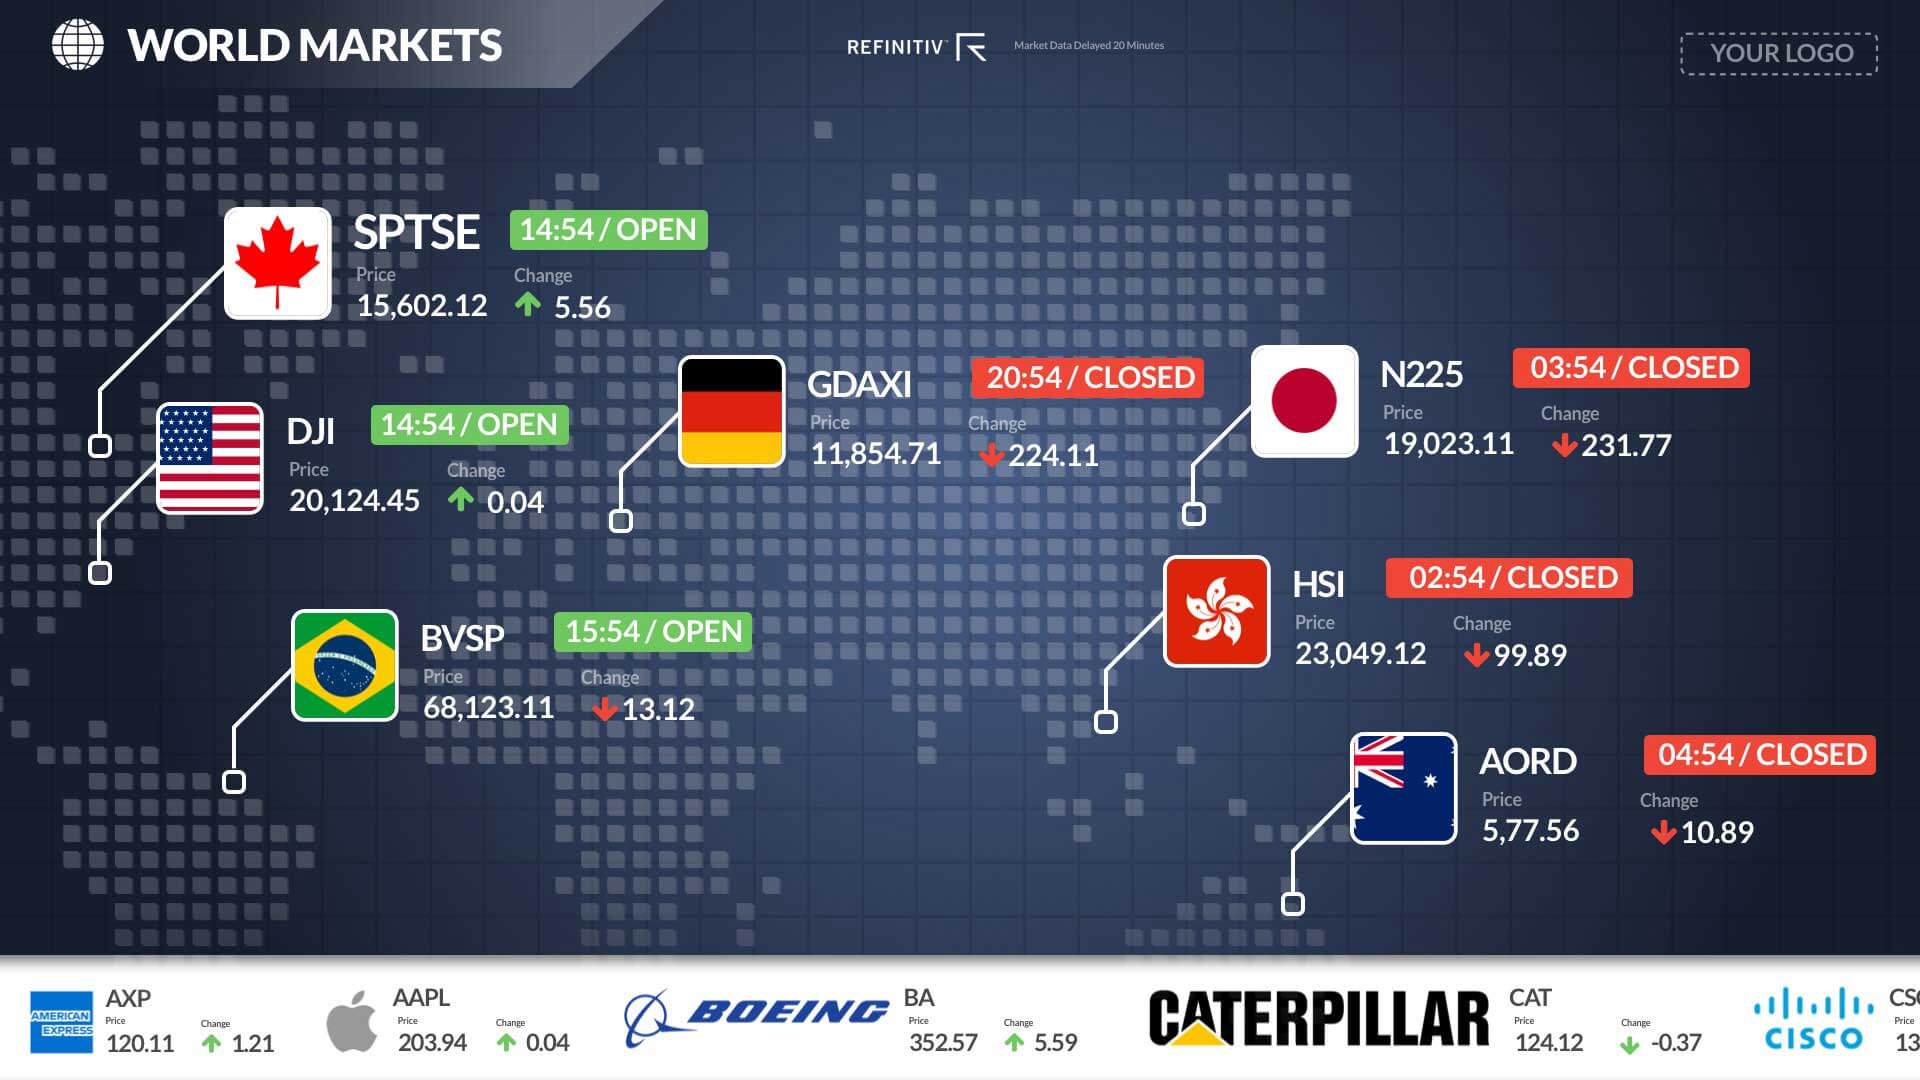 WORLD MARKETS
REFINITIV
Market Data Delayed 20 Minutes
YOUR LOGO
SPTSE
14:54 / OPEN
Price
Change
15,602.12
5.56
DJI
14:54 / OPEN
Price
Change
20,124.45
0.04
BVSP
15:54 / OPEN
Price
Change
68,123.11
13.12
GDAXI
20:54 / CLOSED
Price
Change
11,854.71
224.11
N225
03:54 / CLOSED
Price
Change
19,023.11
231.77
HSI
02:54 / CLOSED
Price
Change
23,049.12
99.89
AORD
04:54 / CLOSED
Price
Change
5,77.56
10.89
AMERICAN
EXPRESS
AXP
Price
Change
120.11
1.21
AAPL
Price
Change
203.94
0.04
BOEING
BA
Price
Change
352.57
5.59
CATERPILLAR
CAT
Price
Change
124.12
-0.37
CISCO
CSC
Price
13